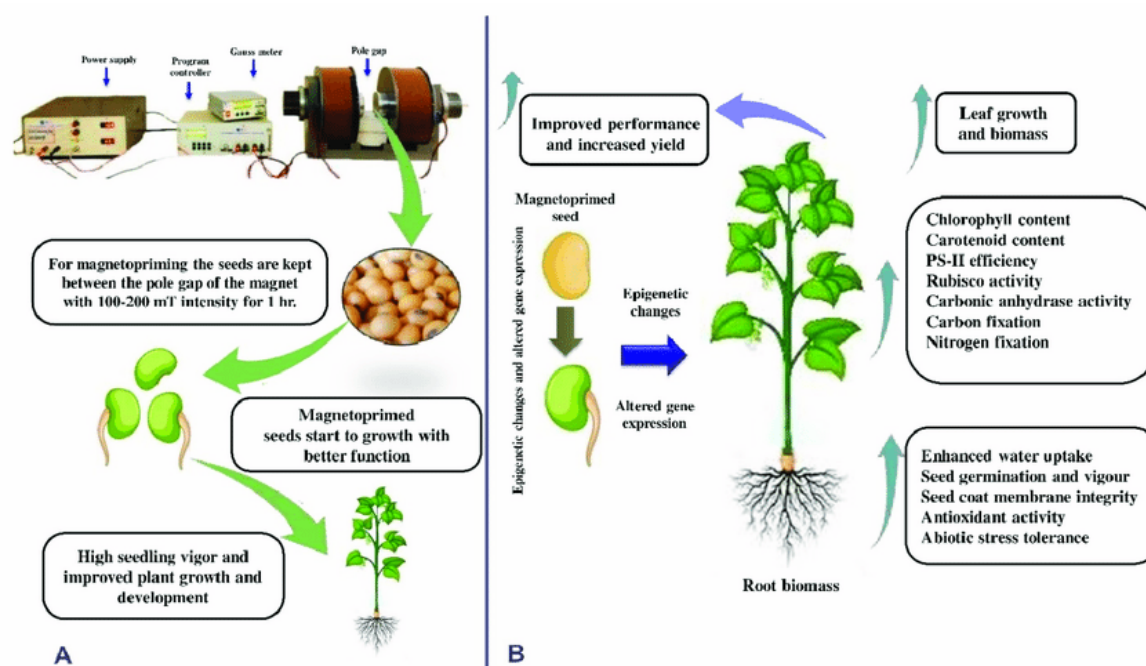 Power supply
Program
controller
Gauss meter
Pole gap
For magnetopriming the seeds are kept
between the pole gap of the magnet
with 100-200 mT intensity for 1 hr.
Magnetoprimed
seeds start to growth with
better function
High seedling vigor and
improved plant growth and
development
A
Improved performance
and increased yield
Magnetoprimed
seed
Epigenetic changes and altered gene expression
Epigenetic
changes
Altered gene
expression
Root biomass
Leaf growth
and biomass
Chlorophyll content
Carotenoid content
PS-II efficiency
Rubisco activity
Carbonic anhydrase activity
Carbon fixation
Nitrogen fixation
Enhanced water uptake
Seed germination and vigour
Seed coat membrane integrity
Antioxidant activity
Abiotic stress tolerance
B